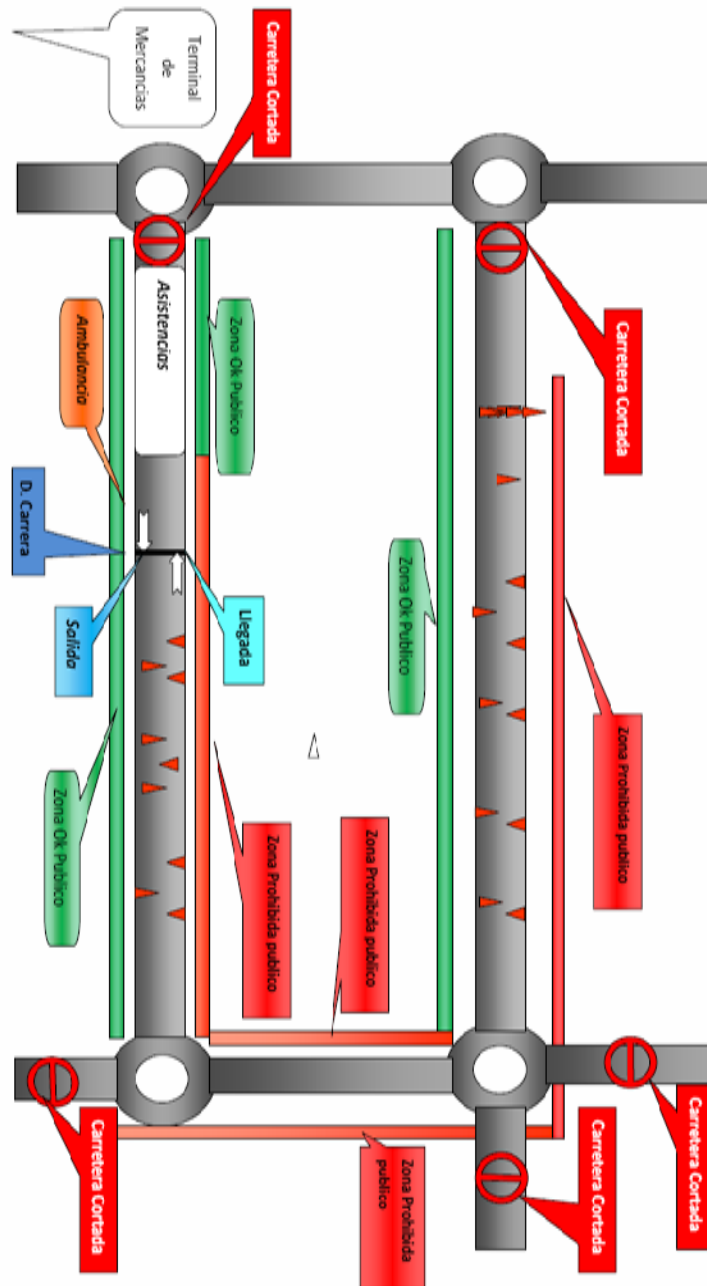 Carretera Cortada
Carretera Cortada
Zona Prohibida publico
Carretera Cortada
Zona Ok Publico
Zona Prohibida
publico
Zona Prohibida publico
Carretera Cortada
Zona Ok Publico
Llegada
Zona Prohibida publico
Terminal
de
Mercancias
Asistencias
Ambulancia
Salida
Zona Ok Publico
Carretera Cortada
D. Carrera